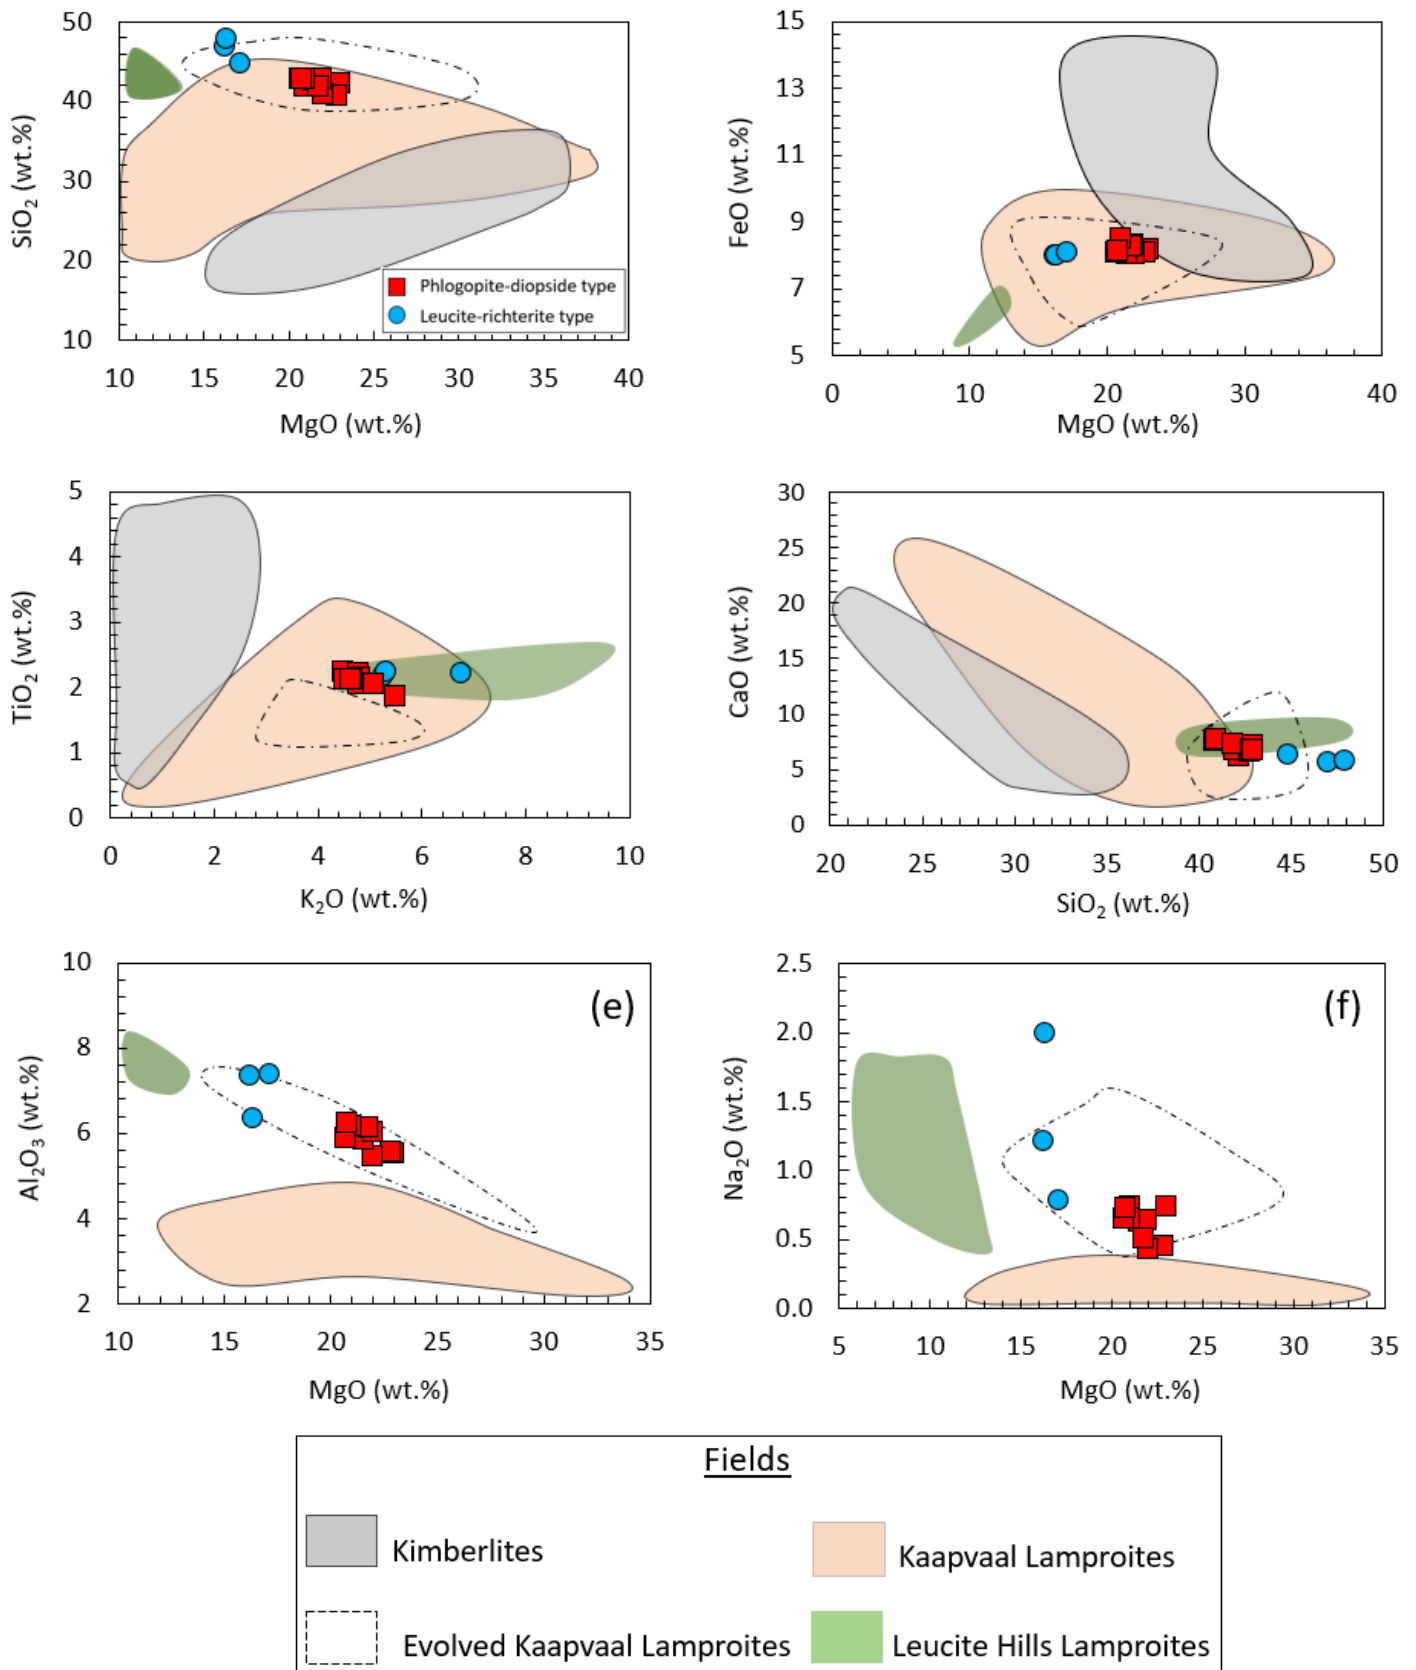 50
40
30
20
10
SiO2 (wt.%)
Phlogopite-diopside type
Leucite-richterite type
10 15 20 25 30 35 40
MgO (wt.%)
15
13
11
9
7
5
FeO (wt.%)
0 10 20 30 40
MgO (wt.%)
5
4
3
2
1
0
TiO2 (wt.%)
0 2 4 6 8 10
K2O (wt.%)
30
25
20
15
10
5
0
CaO (wt.%)
20 25 30 35 40 45 50
SiO2 (wt.%)
(e)
10
8
6
4
2
Al2O3 (wt.%)
10 15 20 25 30 35
MgO (wt.%)
(f)
2.5
2.0
1.5
1.0
0.5
0.0
Na2O (wt.%)
5 10 15 20 25 30 35
MgO (wt.%)
Fields
Kimberlites
Kaapvaal Lamproites
Evolved Kaapvaal Lamproites
Leucite Hills Lamproites